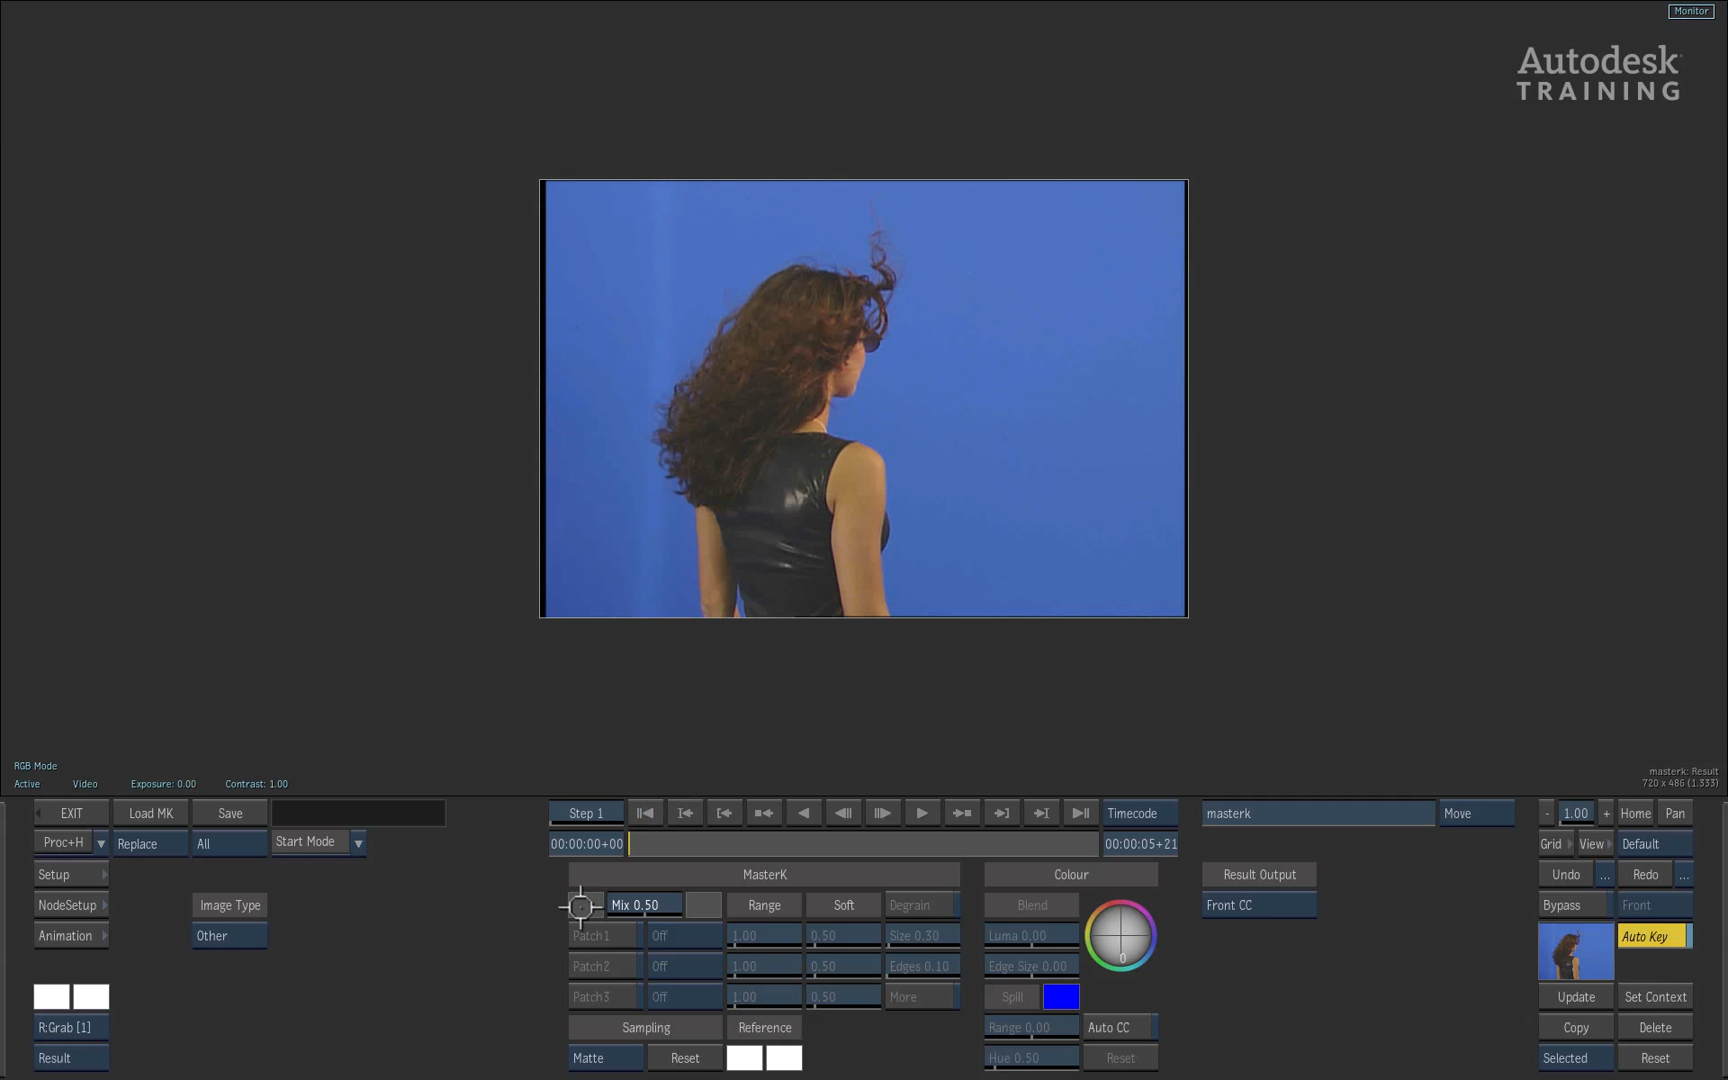 Monitor
Autodesk
TRAINING
RGB Mode
Active Video Exposure: 0.00 Contrast: 1.00
masterk: Result
720 x 486 (1.333)
EXIT Load MK Save Step 1 Timecode masterk Move - 1.00 + Home Pan
Proc+H Replace All Start Mode 00:00:00+00 00:00:05+21 Grid View Default
Setup MasterK Colour Result Output Undo ... Redo ...
NodeSetup Image Type Mix 0.50 Range Soft Degrain Blend Front CC Bypass Front
Animation Other Patch1 Off 1.00 0.50 Size 0.30 Luma 0.00 0 Auto Key
Patch2 Off 1.00 0.50 Edges 0.10 Edge Size 0.00
Patch3 Off 1.00 0.50 More Spill Update Set Context
R:Grab [1] Sampling Reference Range 0.00 Auto CC Copy Delete
Result Matte Reset Hue 0.50 Reset Selected Reset